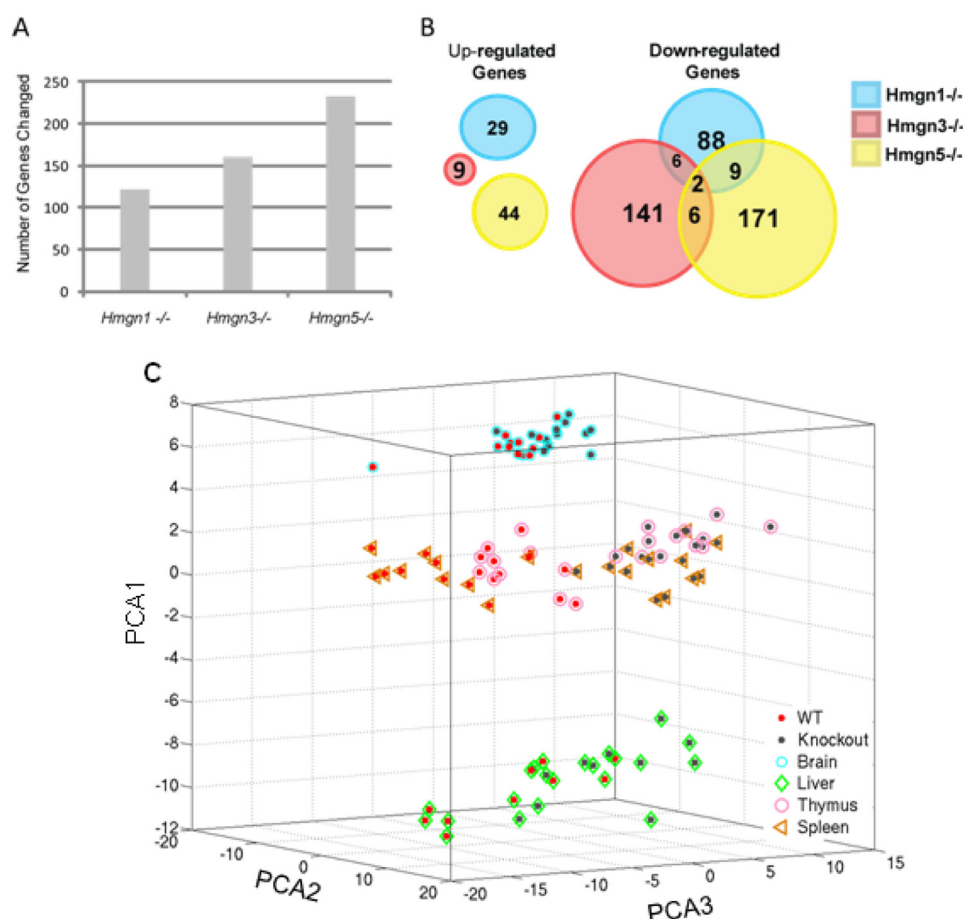 A
Number of Genes Changed
250
200
150
100
50
0
Hmgn1 -/-
Hmgn3-/-
Hmgn5-/-
B
Up-regulated
Genes
Down-regulated
Genes
29
9
44
88
6
9
2
141
6
171
Hmgn1-/-
Hmgn3-/-
Hmgn5-/-
C
PCA1
8
6
4
2
0
-2
-4
-6
-8
-10
-12
-20
-10
0
10
20
PCA2
-20
-15
-10
-5
0
5
10
15
PCA3
WT
Knockout
Brain
Liver
Thymus
Spleen